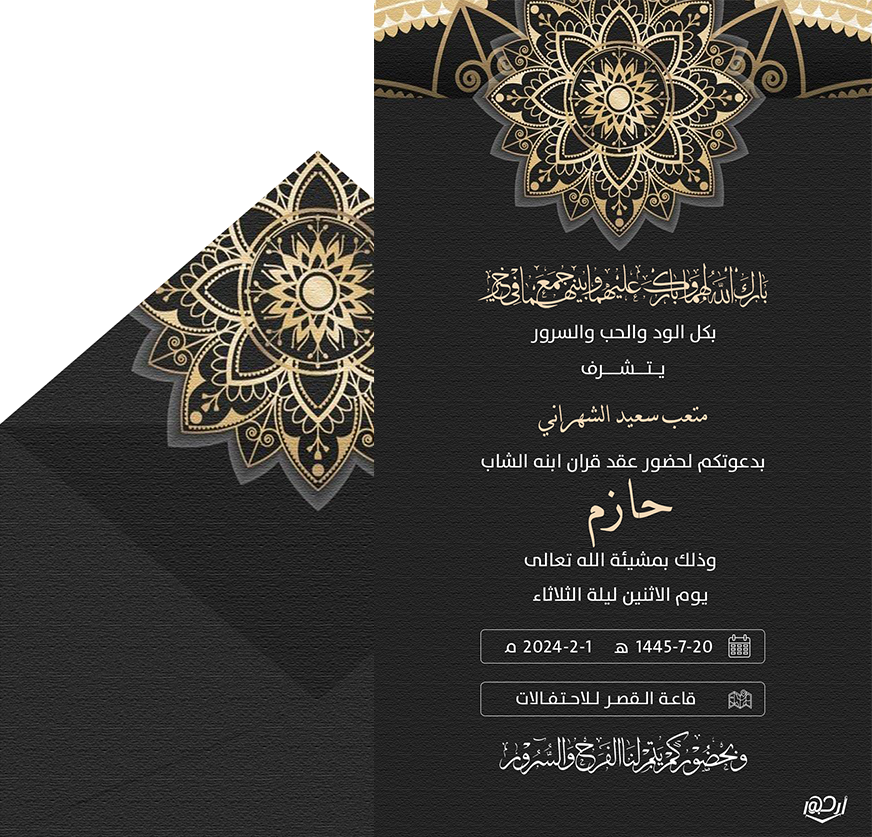 بارك الله لهما وبارك عليهما وجمع بينهما في خير
بكل الود والحب والسرور
يتــشــــرف
متعب سعيد الشهراني
بدعوتكم لحضور عقد قران ابنه الشاب
حازم
وذلك بمشيئة الله تعالى
يوم الاثنين ليلة الثلاثاء
1445-7-20 هـ 2024-2-1 م
قاعة القصر للاحتفالات
وبحضوركم يتم لنا الفرح والسرور